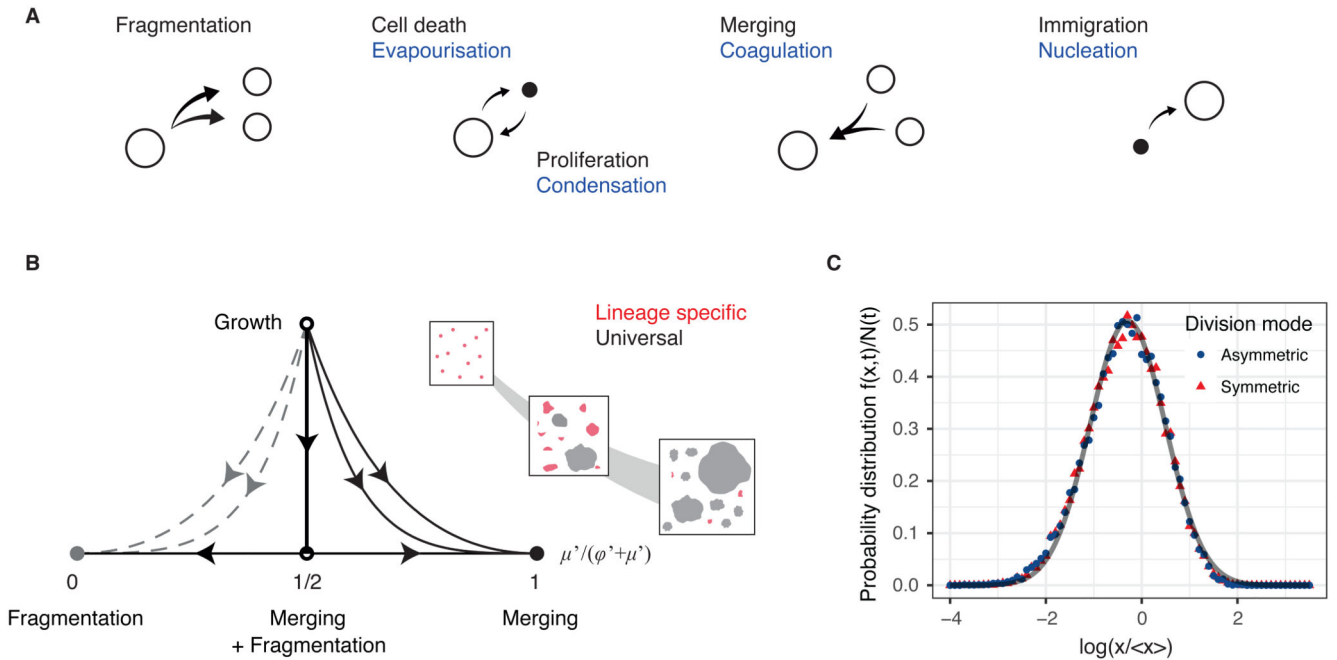 A
Fragmentation
Cell death
Evapourisation
Proliferation
Condensation
Merging
Coagulation
Immigration
Nucleation
B
Growth
Lineage specific
Universal
μ’/(φ’+μ’)
0
1/2
1
Fragmentation
Merging
+ Fragmentation
Merging
C
Probability distribution f(x,t)/N(t)
0.5
0.4
0.3
0.2
0.1
0.0
Division mode
Asymmetric
Symmetric
−4
−2
0
2
log(x/<x>)